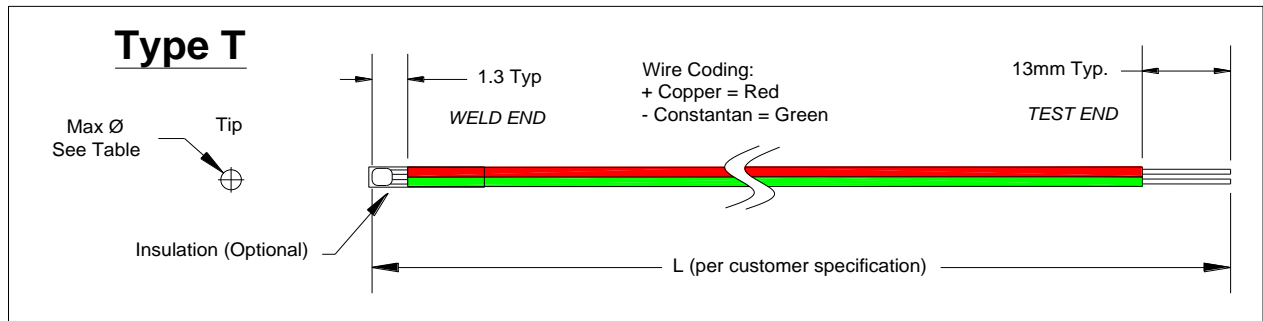 Type T
1.3 Typ
WELD END
Wire Coding:
+ Copper = Red
- Constantan = Green
13mm Typ.
TEST END
Max Ø
See Table
Tip
Insulation (Optional)
L (per customer specification)